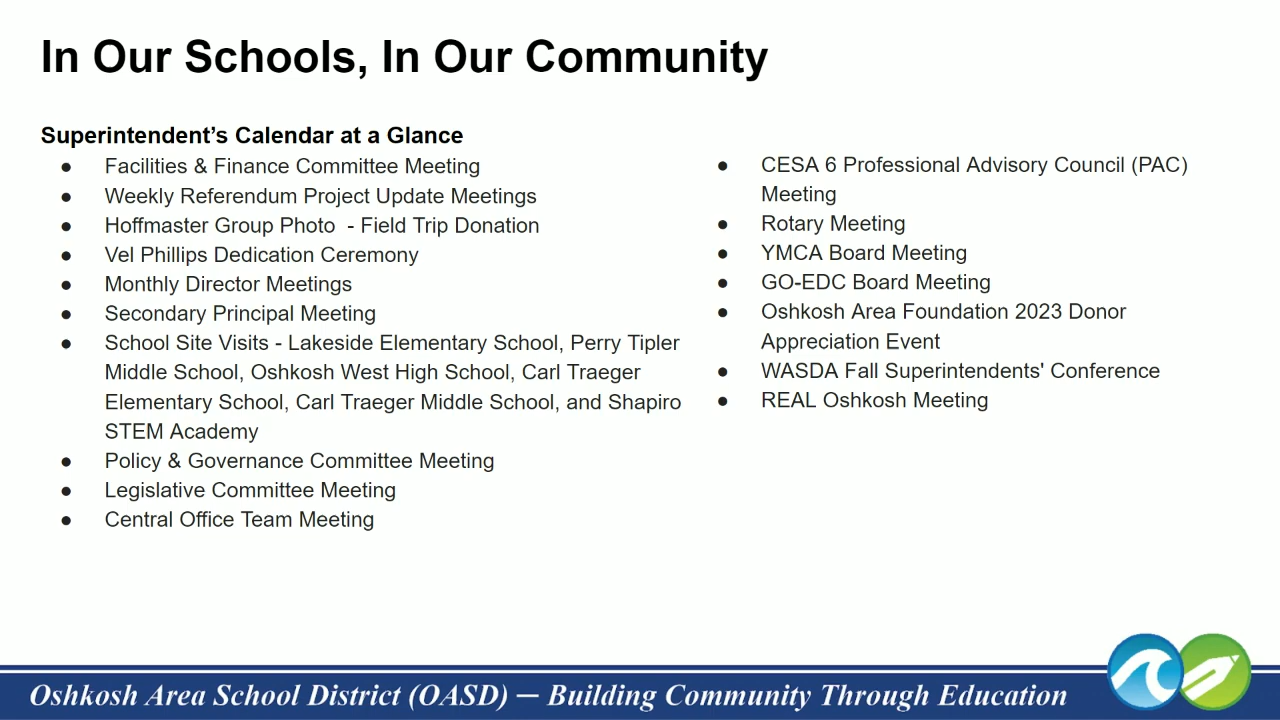 In Our Schools, In Our Community
Superintendent’s Calendar at a Glance
● Facilities & Finance Committee Meeting
● Weekly Referendum Project Update Meetings
● Hoffmaster Group Photo  - Field Trip Donation
● Vel Phillips Dedication Ceremony
● Monthly Director Meetings
● Secondary Principal Meeting
● School Site Visits - Lakeside Elementary School, Perry Tipler
Middle School, Oshkosh West High School, Carl Traeger
Elementary School, Carl Traeger Middle School, and Shapiro
STEM Academy
● Policy & Governance Committee Meeting
● Legislative Committee Meeting
● Central Office Team Meeting
● CESA 6 Professional Advisory Council (PAC)
Meeting
● Rotary Meeting
● YMCA Board Meeting
● GO-EDC Board Meeting
● Oshkosh Area Foundation 2023 Donor
Appreciation Event
● WASDA Fall Superintendents' Conference
● REAL Oshkosh Meeting
Oshkosh Area School District (OASD) — Building Community Through Education